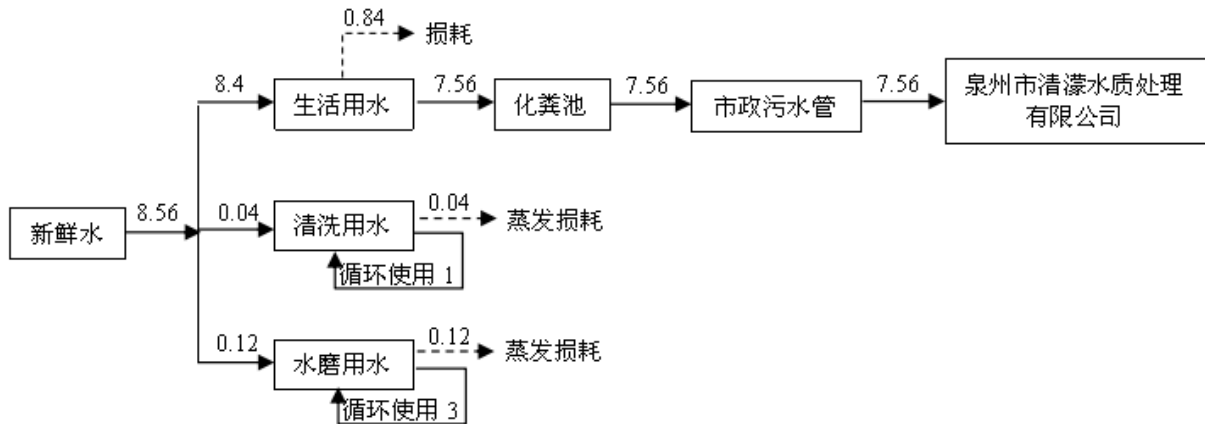 0.84
损耗
8.4
生活用水
7.56
化粪池
7.56
市政污水管
7.56
泉州市清濛水质处理
有限公司
新鲜水
8.56
0.04
清洗用水
0.04
蒸发损耗
循环使用 1
0.12
水磨用水
0.12
蒸发损耗
循环使用 3